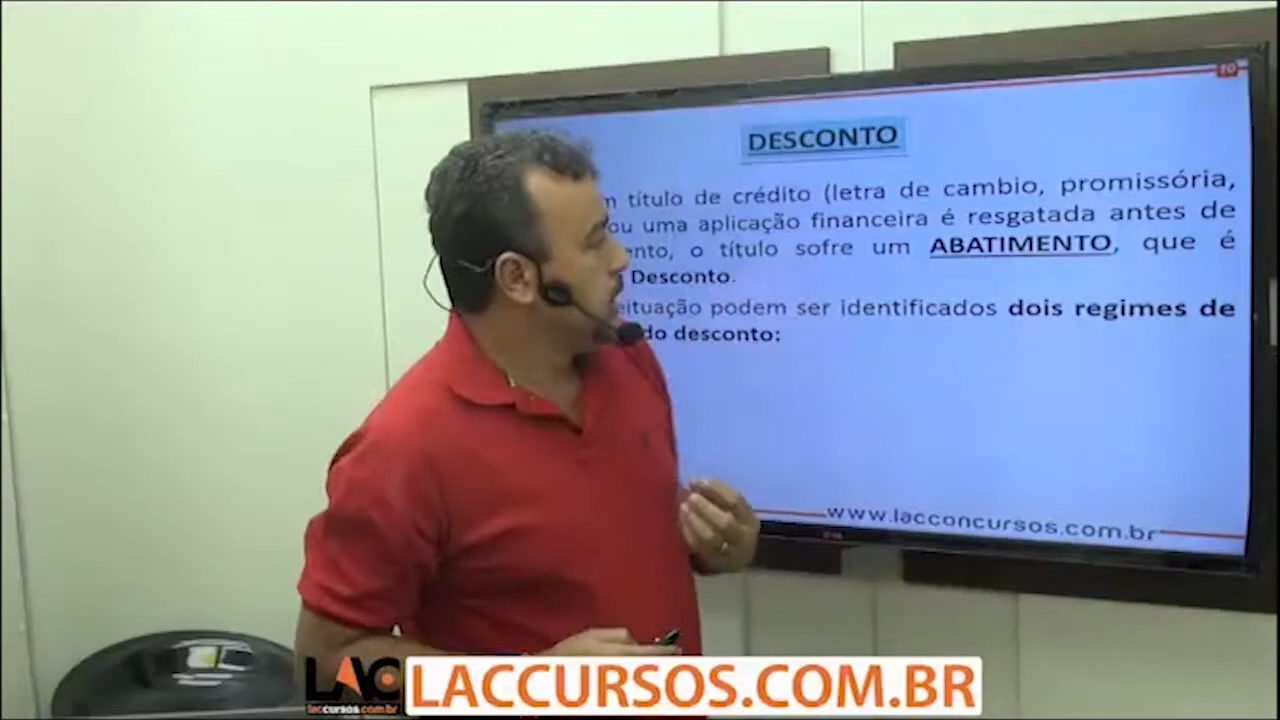 10
DESCONTO
m título de crédito (letra de cambio, promissória,
ou uma aplicação financeira é resgatada antes de
ento, o título sofre um ABATIMENTO, que é
Desconto.
eituação podem ser identificados dois regimes de
do desconto:
www.lacconcursos.com.br
LAC
laccursos.com.br
LACCURSOS.COM.BR